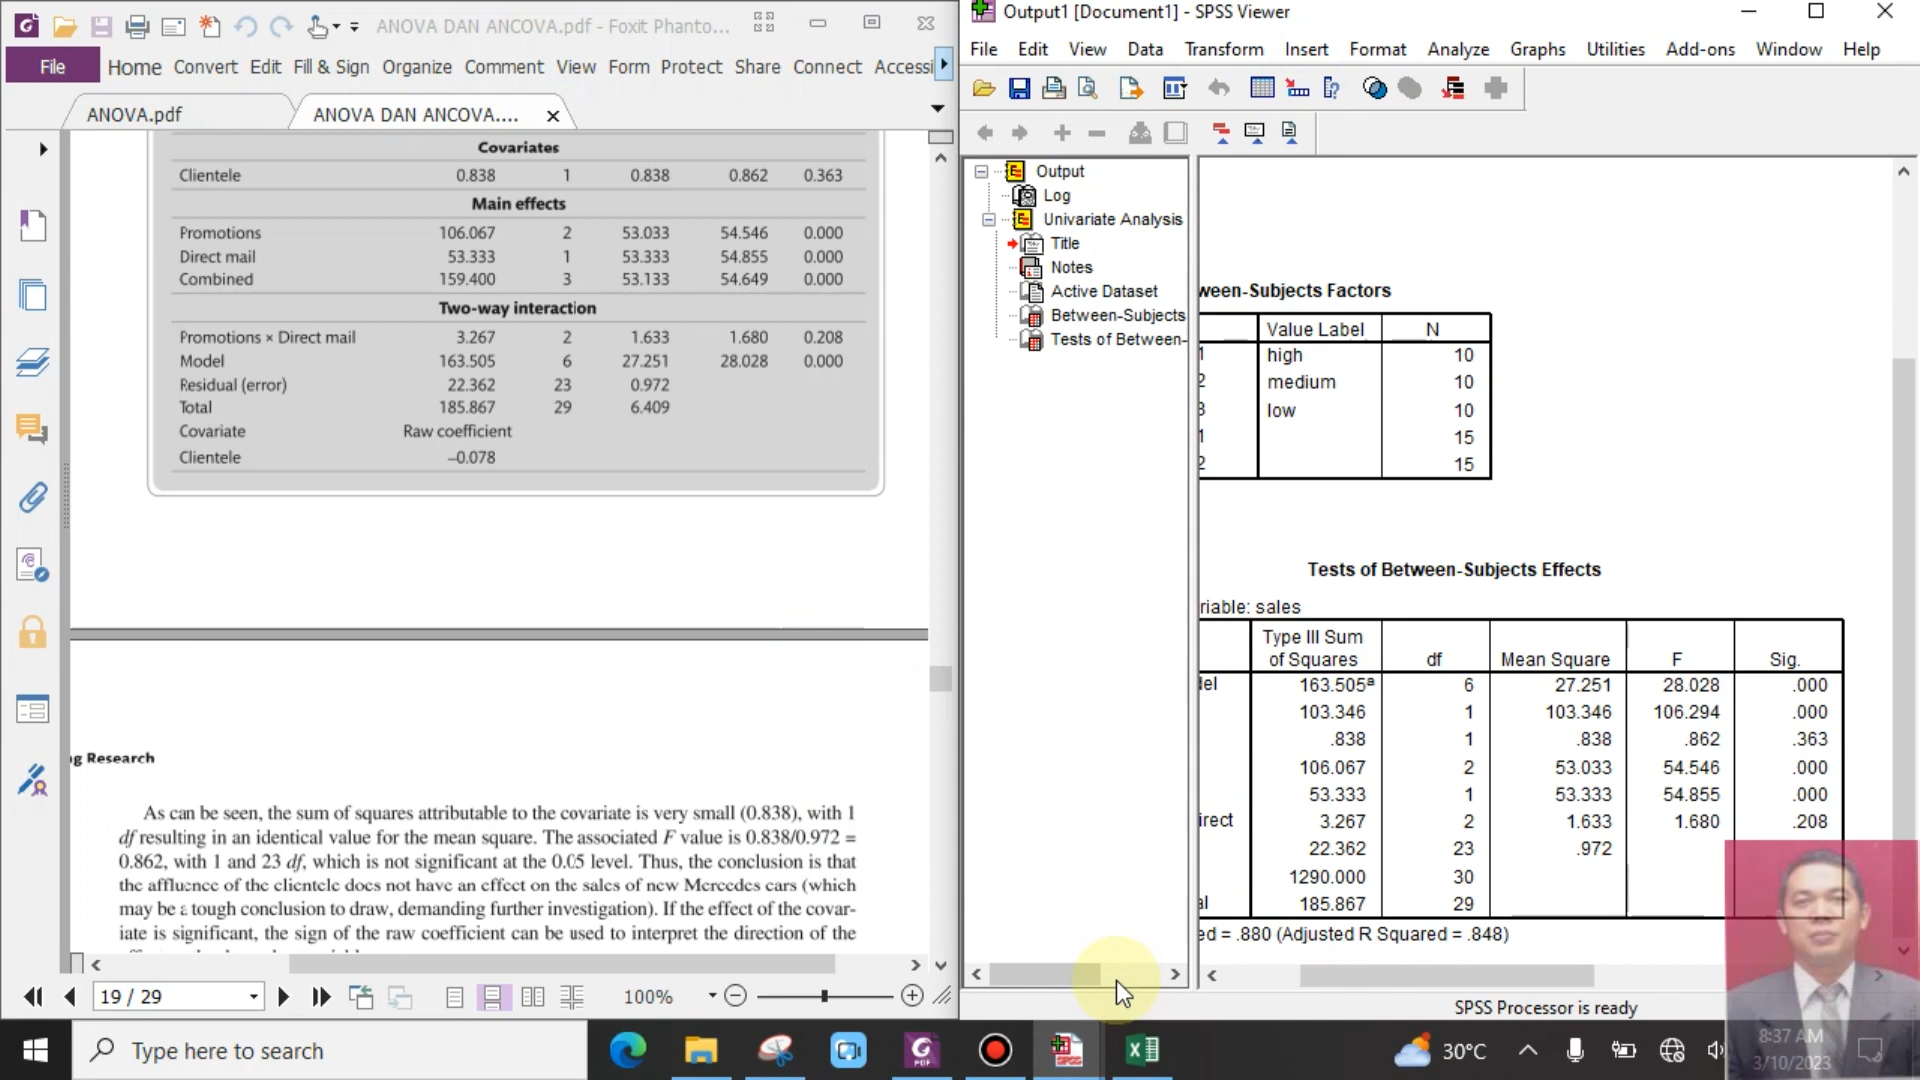 ANOVA DAN ANCOVA.pdf - Foxit Phanto...
File Home Convert Edit Fill & Sign Organize Comment View Form Protect Share Connect Accessi
ANOVA.pdf
ANOVA DAN ANCOVA....
Covariates
Clientele 0.838 1 0.838 0.862 0.363
Main effects
Promotions 106.067 2 53.033 54.546 0.000
Direct mail 53.333 1 53.333 54.855 0.000
Combined 159.400 3 53.133 54.649 0.000
Two-way interaction
Promotions × Direct mail 3.267 2 1.633 1.680 0.208
Model 163.505 6 27.251 28.028 0.000
Residual (error) 22.362 23 0.972
Total 185.867 29 6.409
Covariate Raw coefficient
Clientele –0.078
g Research
As can be seen, the sum of squares attributable to the covariate is very small (0.838), with 1
df resulting in an identical value for the mean square. The associated F value is 0.838/0.972 =
0.862, with 1 and 23 df, which is not significant at the 0.05 level. Thus, the conclusion is that
the affluence of the clientele does not have an effect on the sales of new Mercedes cars (which
may be a tough conclusion to draw, demanding further investigation). If the effect of the covar-
iate is significant, the sign of the raw coefficient can be used to interpret the direction of the
19 / 29
100%
Output1 [Document1] - SPSS Viewer
File Edit View Data Transform Insert Format Analyze Graphs Utilities Add-ons Window Help
Output
Log
Univariate Analysis
Title
Notes
Active Dataset
Between-Subjects
Tests of Between-
ween-Subjects Factors
Value Label N
1 high 10
2 medium 10
3 low 10
1 15
2 15
Tests of Between-Subjects Effects
riable: sales
Type III Sum
of Squares df Mean Square F Sig.
del 163.505a 6 27.251 28.028 .000
103.346 1 103.346 106.294 .000
.838 1 .838 .862 .363
106.067 2 53.033 54.546 .000
53.333 1 53.333 54.855 .000
irect 3.267 2 1.633 1.680 .208
22.362 23 .972
1290.000 30
al 185.867 29
ed = .880 (Adjusted R Squared = .848)
SPSS Processor is ready
Type here to search
30°C
8:37 AM
3/10/2023